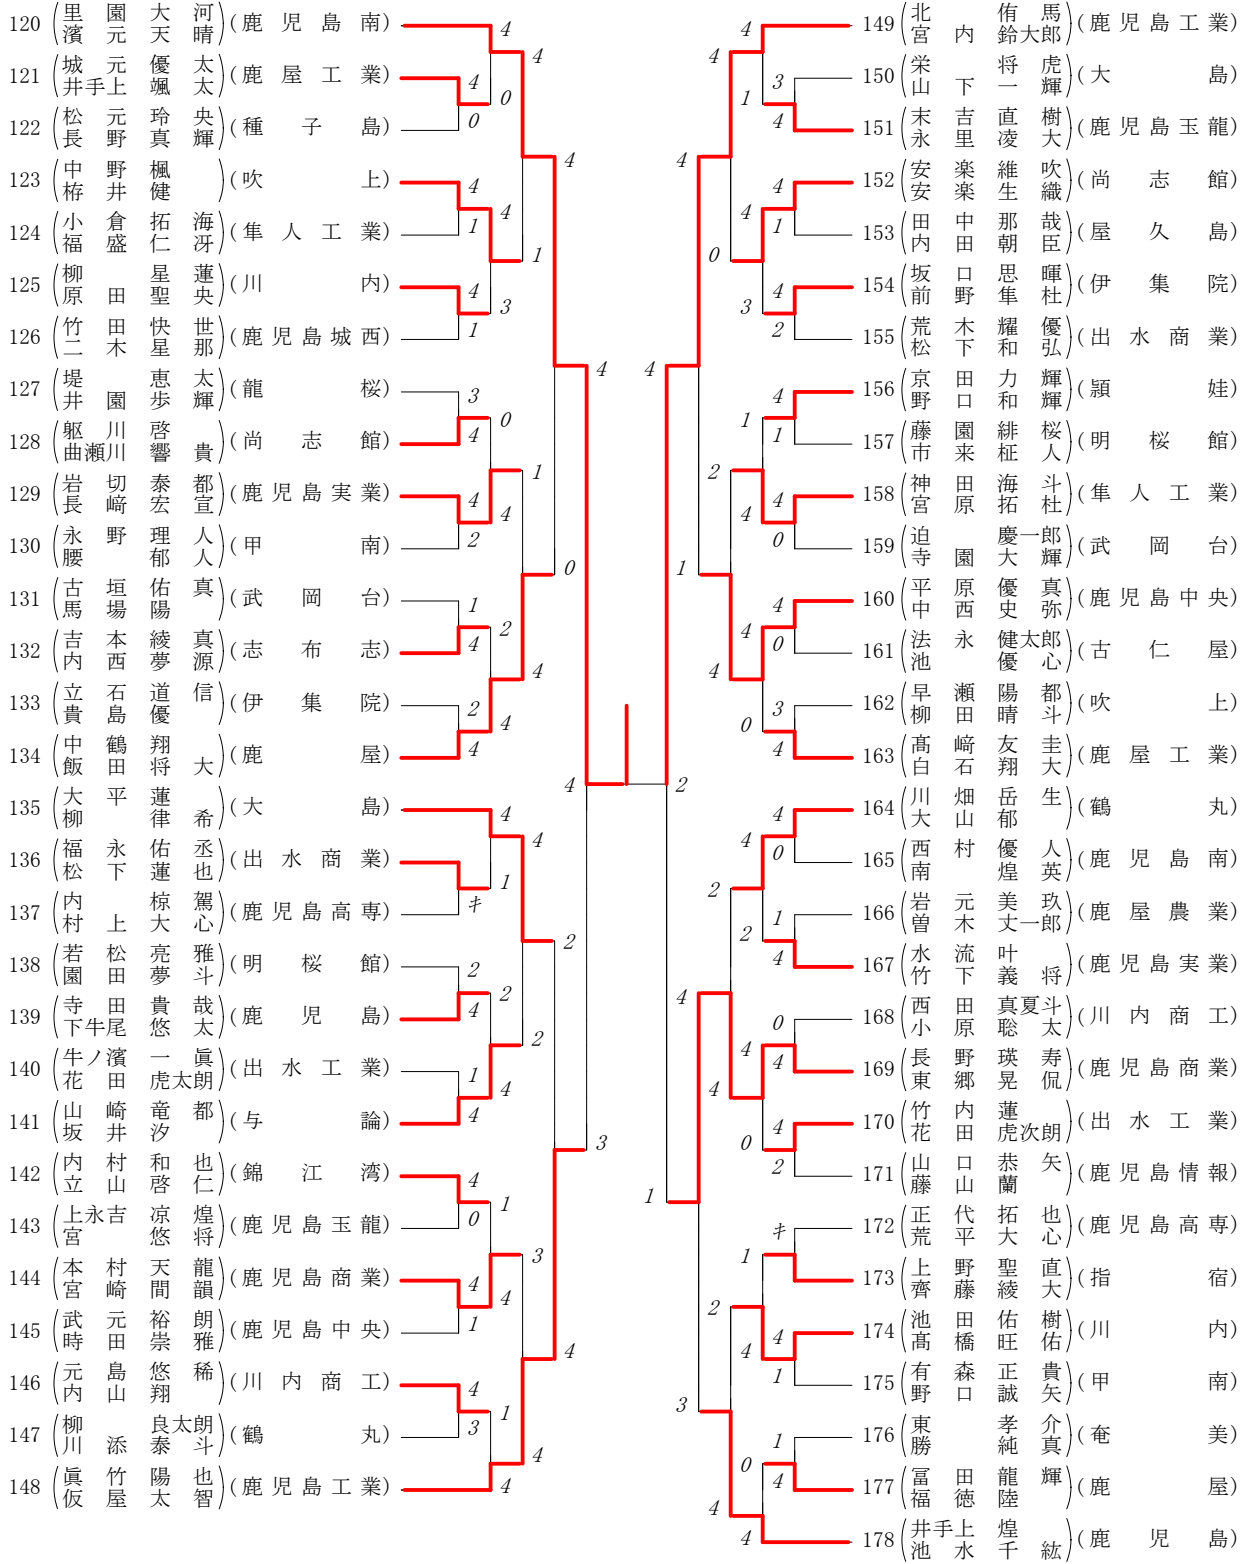 120 (里園大河 濱元天晴)(鹿児島南)
121 (城元優太 井手上颯太)(鹿屋工業)
122 (松元玲央 長野真輝)(種子島)
123 (中野楓 栫井健)(吹上)
124 (小倉拓海 福盛仁冴)(隼人工業)
125 (柳星蓮 原田聖央)(川内)
126 (竹田快世 二木星那)(鹿児島城西)
127 (堤恵太 井園歩輝)(龍桜)
128 (躯川啓 曲瀬川響貴)(尚志館)
129 (岩切泰都 長﨑宏宣)(鹿児島実業)
130 (永野理人 腰郁人)(甲南)
131 (古垣佑真 馬場陽)(武岡台)
132 (吉本綾真 内西夢源)(志布志)
133 (立石道信 貴島優)(伊集院)
134 (中鶴翔 飯田将大)(鹿屋)
135 (大平蓮 柳律希)(大島)
136 (福永佑丞 松下蓮也)(出水商業)
137 (内椋駕 村上大心)(鹿児島高専)
138 (若松亮雅 園田夢斗)(明桜館)
139 (寺田貴哉 下牛尾悠太)(鹿児島)
140 (牛ノ濱一眞 花田虎太朗)(出水工業)
141 (山崎竜都 坂井汐)(与論)
142 (内村和也 立山啓仁)(錦江湾)
143 (上永吉凉煌 宮悠将)(鹿児島玉龍)
144 (本村天龍 宮崎間韻)(鹿児島商業)
145 (武元裕朗 時田崇雅)(鹿児島中央)
146 (元島悠稀 内山翔)(川内商工)
147 (柳良太朗 川添泰斗)(鶴丸)
148 (眞竹陽也 仮屋太智)(鹿児島工業)
149 (北侑馬 宮内鈴大郎)(鹿児島工業)
150 (栄将虎 山下一輝)(大島)
151 (末吉直樹 永里凌大)(鹿児島玉龍)
152 (安楽維吹 安楽生織)(尚志館)
153 (田中那哉 内田朝臣)(屋久島)
154 (坂口思暉 前野隼杜)(伊集院)
155 (荒木耀優 松下和弘)(出水商業)
156 (京田力輝 野口和輝)(頴娃)
157 (藤園緋桜 市来柾人)(明桜館)
158 (神田海斗 宮原拓杜)(隼人工業)
159 (迫慶一郎 寺園大輝)(武岡台)
160 (平原優真 中西史弥)(鹿児島中央)
161 (法永健太郎 池優心)(古仁屋)
162 (早瀬陽都 柳田晴斗)(吹上)
163 (髙﨑友圭 白石翔大)(鹿屋工業)
164 (川畑岳生 大山郁)(鶴丸)
165 (西村優人 南煌英)(鹿児島南)
166 (岩元美玖 曽木丈一郎)(鹿屋農業)
167 (水流叶 竹下義将)(鹿児島実業)
168 (西田真夏斗 小原聡太)(川内商工)
169 (長野瑛寿 東郷晃侃)(鹿児島商業)
170 (竹内蓮 花田虎次朗)(出水工業)
171 (山口恭矢 藤山蘭)(鹿児島情報)
172 (正代拓也 荒平大心)(鹿児島高専)
173 (上野聖直 齊藤綾大)(指宿)
174 (池田佑樹 髙橋旺佑)(川内)
175 (有森正貴 野口誠矢)(甲南)
176 (東孝介 勝純真)(奄美)
177 (冨田龍輝 福徳陸)(鹿屋)
178 (井手上煌 池水千紘)(鹿児島)